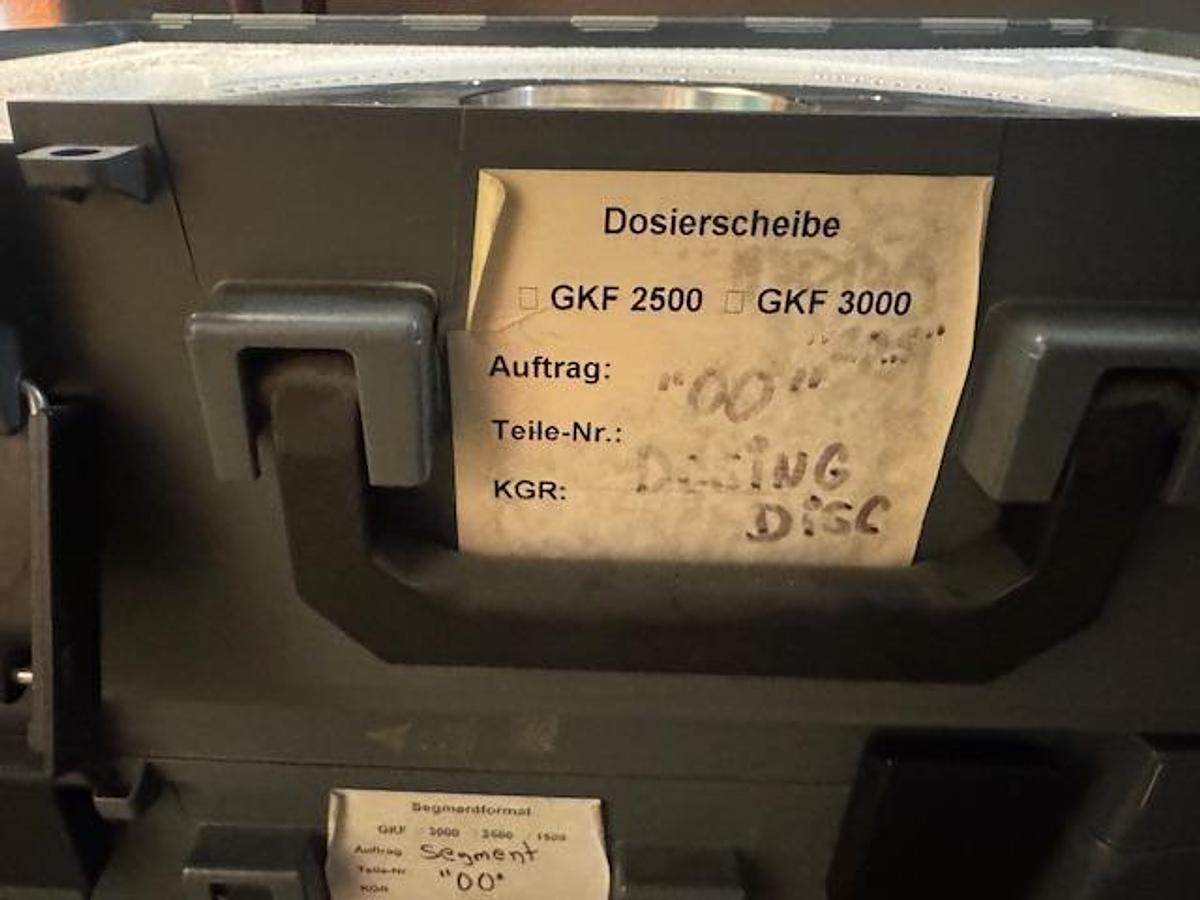 Dosierscheibe
☐ GKF 2500 ☐ GKF 3000
Auftrag: "00"
Teile-Nr.:
DOSING
KGR:
DISC
Segmentformat
GKF 3000 2500 1500
Auftrag Segment
Teile-Nr "00"
KGR